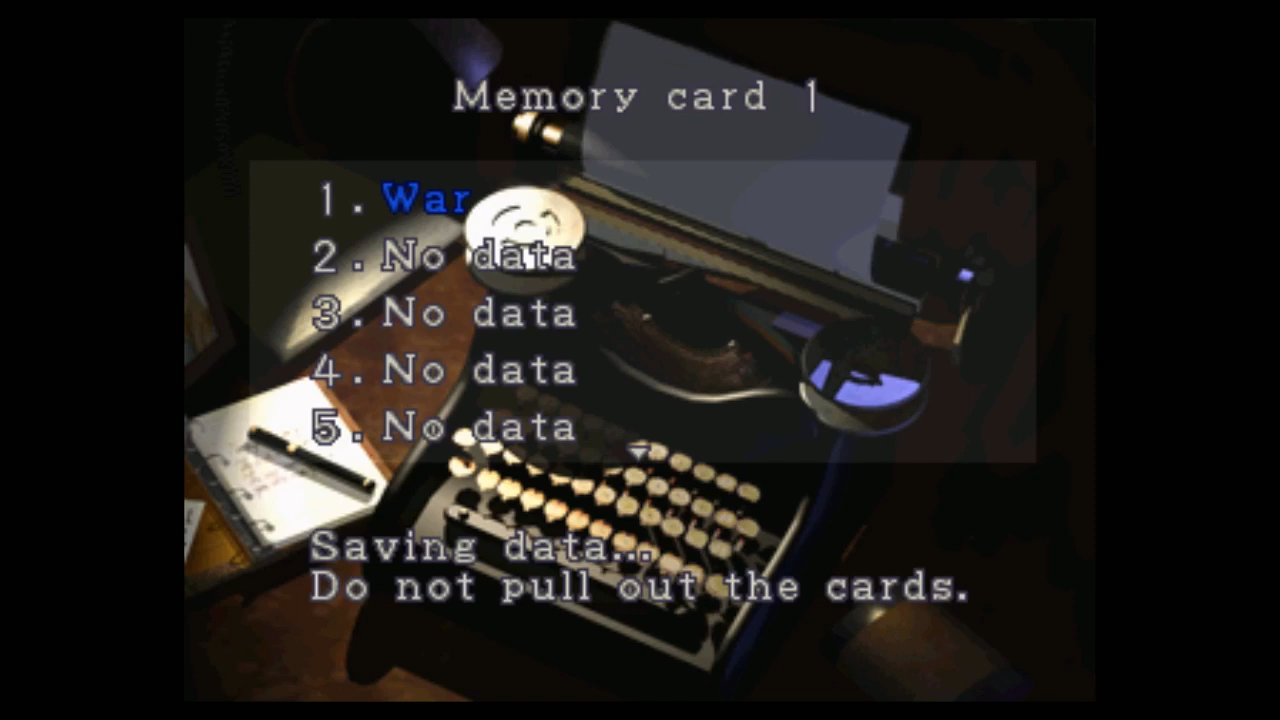 Memory card 1
1. War
2. No data
3. No data
4. No data
5. No data
Saving data...
Do not pull out the cards.